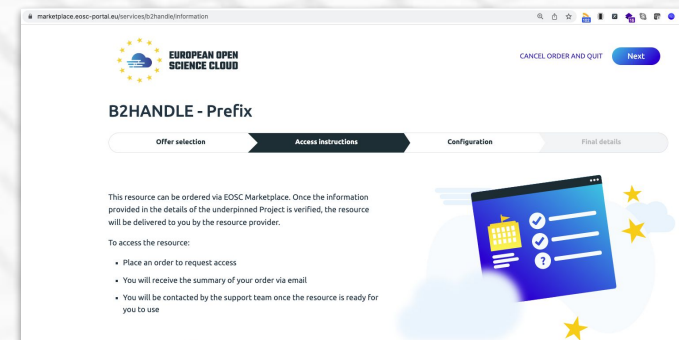 marketplace.eosc-portal.eu/services/b2handle/information
EUROPEAN OPEN
SCIENCE CLOUD
CANCEL ORDER AND QUIT
Next
B2HANDLE - Prefix
Offer selection
Access instructions
Configuration
Final details
This resource can be ordered via EOSC Marketplace. Once the information
provided in the details of the underpinned Project is verified, the resource
will be delivered to you by the resource provider.
To access the resource:
Place an order to request access
You will receive the summary of your order via email
You will be contacted by the support team once the resource is ready for
you to use
?